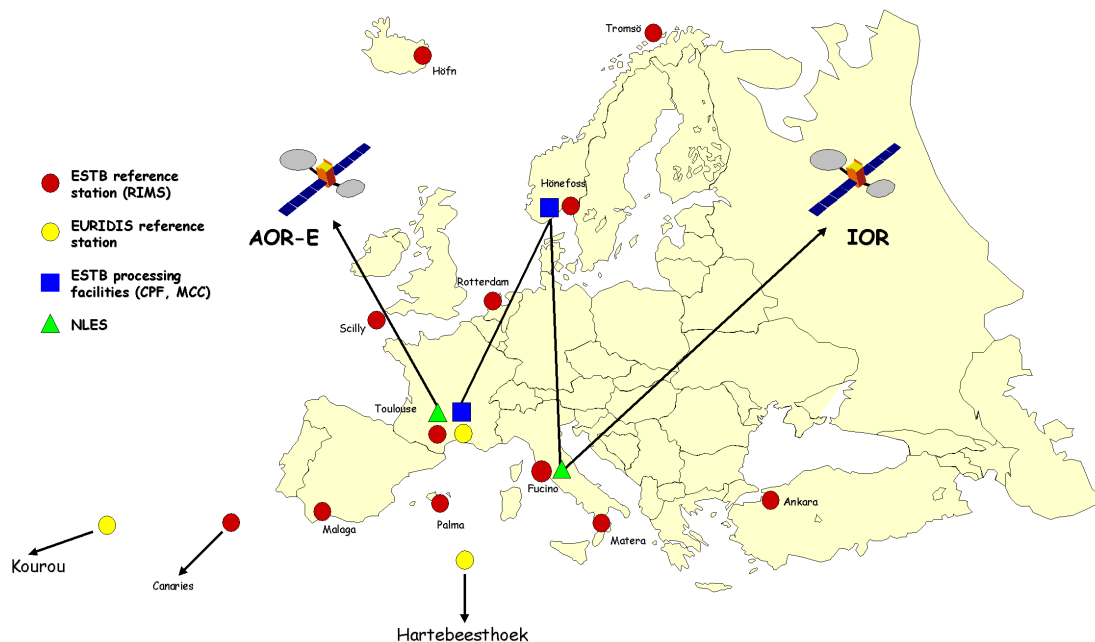 Tromsö
Höfn
ESTB reference
station (RIMS)
EURIDIS reference
station
ESTB processing
facilities (CPF, MCC)
NLES
AOR-E
Hönefoss
IOR
Rotterdam
Scilly
Toulouse
Fucino
Malaga
Palma
Matera
Ankara
Kourou
Canaries
Hartebeesthoek